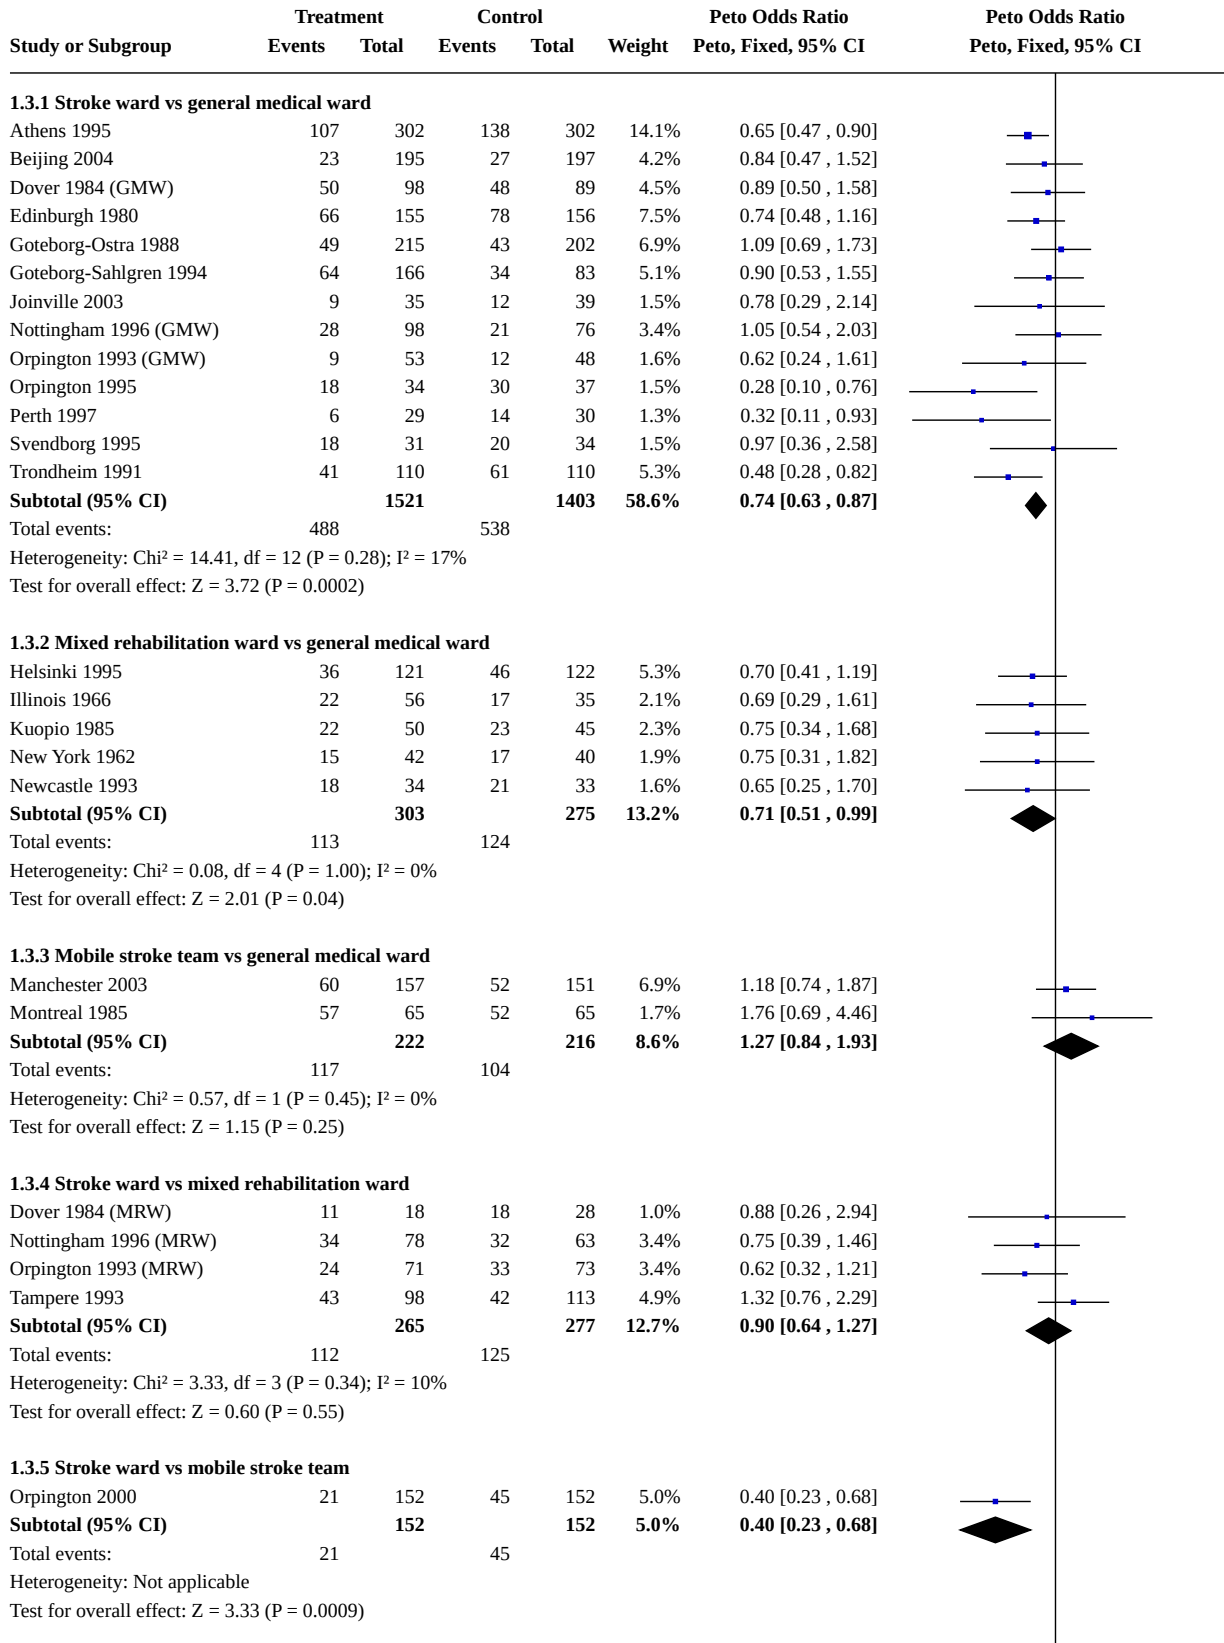 Treatment Control Peto Odds Ratio Peto Odds Ratio
Study or Subgroup Events Total Events Total Weight Peto, Fixed, 95% CI Peto, Fixed, 95% CI
1.3.1 Stroke ward vs general medical ward
Athens 1995 107 302 138 302 14.1% 0.65 [0.47 , 0.90]
Beijing 2004 23 195 27 197 4.2% 0.84 [0.47 , 1.52]
Dover 1984 (GMW) 50 98 48 89 4.5% 0.89 [0.50 , 1.58]
Edinburgh 1980 66 155 78 156 7.5% 0.74 [0.48 , 1.16]
Goteborg-Ostra 1988 49 215 43 202 6.9% 1.09 [0.69 , 1.73]
Goteborg-Sahlgren 1994 64 166 34 83 5.1% 0.90 [0.53 , 1.55]
Joinville 2003 9 35 12 39 1.5% 0.78 [0.29 , 2.14]
Nottingham 1996 (GMW) 28 98 21 76 3.4% 1.05 [0.54 , 2.03]
Orpington 1993 (GMW) 9 53 12 48 1.6% 0.62 [0.24 , 1.61]
Orpington 1995 18 34 30 37 1.5% 0.28 [0.10 , 0.76]
Perth 1997 6 29 14 30 1.3% 0.32 [0.11 , 0.93]
Svendborg 1995 18 31 20 34 1.5% 0.97 [0.36 , 2.58]
Trondheim 1991 41 110 61 110 5.3% 0.48 [0.28 , 0.82]
Subtotal (95% CI) 1521 1403 58.6% 0.74 [0.63 , 0.87]
Total events: 488 538
Heterogeneity: Chi² = 14.41, df = 12 (P = 0.28); I² = 17%
Test for overall effect: Z = 3.72 (P = 0.0002)
1.3.2 Mixed rehabilitation ward vs general medical ward
Helsinki 1995 36 121 46 122 5.3% 0.70 [0.41 , 1.19]
Illinois 1966 22 56 17 35 2.1% 0.69 [0.29 , 1.61]
Kuopio 1985 22 50 23 45 2.3% 0.75 [0.34 , 1.68]
New York 1962 15 42 17 40 1.9% 0.75 [0.31 , 1.82]
Newcastle 1993 18 34 21 33 1.6% 0.65 [0.25 , 1.70]
Subtotal (95% CI) 303 275 13.2% 0.71 [0.51 , 0.99]
Total events: 113 124
Heterogeneity: Chi² = 0.08, df = 4 (P = 1.00); I² = 0%
Test for overall effect: Z = 2.01 (P = 0.04)
1.3.3 Mobile stroke team vs general medical ward
Manchester 2003 60 157 52 151 6.9% 1.18 [0.74 , 1.87]
Montreal 1985 57 65 52 65 1.7% 1.76 [0.69 , 4.46]
Subtotal (95% CI) 222 216 8.6% 1.27 [0.84 , 1.93]
Total events: 117 104
Heterogeneity: Chi² = 0.57, df = 1 (P = 0.45); I² = 0%
Test for overall effect: Z = 1.15 (P = 0.25)
1.3.4 Stroke ward vs mixed rehabilitation ward
Dover 1984 (MRW) 11 18 18 28 1.0% 0.88 [0.26 , 2.94]
Nottingham 1996 (MRW) 34 78 32 63 3.4% 0.75 [0.39 , 1.46]
Orpington 1993 (MRW) 24 71 33 73 3.4% 0.62 [0.32 , 1.21]
Tampere 1993 43 98 42 113 4.9% 1.32 [0.76 , 2.29]
Subtotal (95% CI) 265 277 12.7% 0.90 [0.64 , 1.27]
Total events: 112 125
Heterogeneity: Chi² = 3.33, df = 3 (P = 0.34); I² = 10%
Test for overall effect: Z = 0.60 (P = 0.55)
1.3.5 Stroke ward vs mobile stroke team
Orpington 2000 21 152 45 152 5.0% 0.40 [0.23 , 0.68]
Subtotal (95% CI) 152 152 5.0% 0.40 [0.23 , 0.68]
Total events: 21 45
Heterogeneity: Not applicable
Test for overall effect: Z = 3.33 (P = 0.0009)